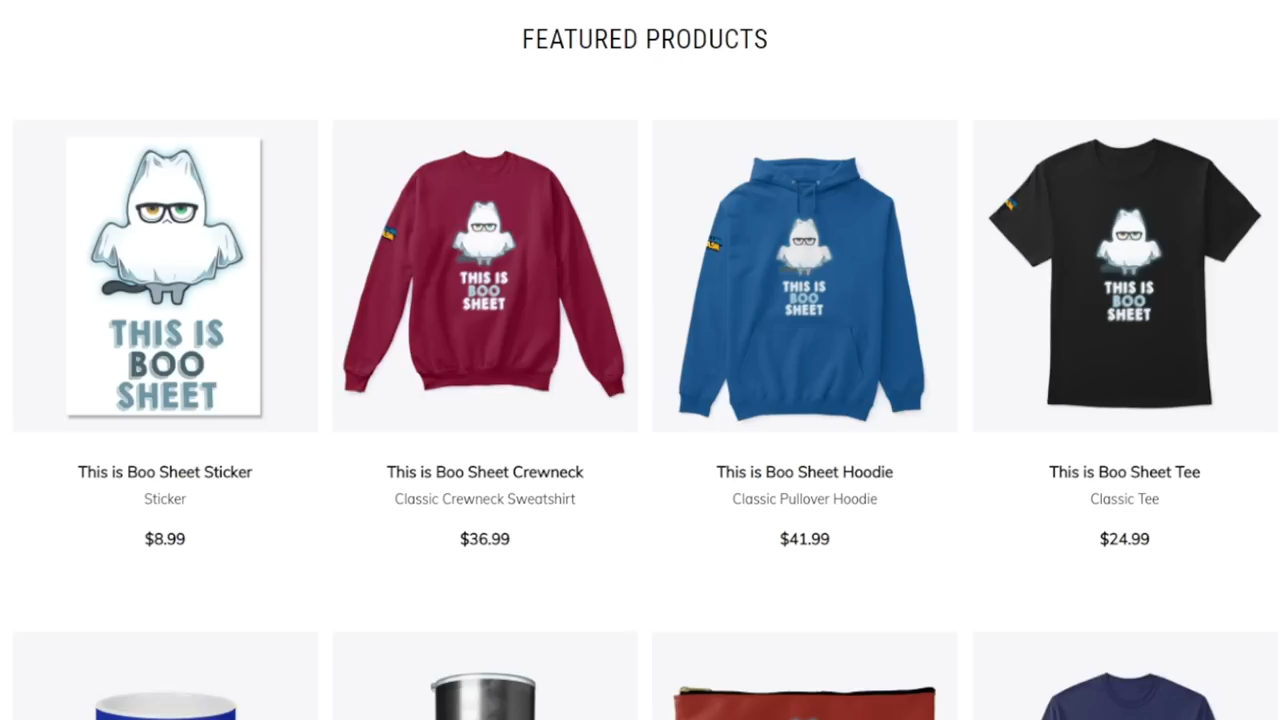 FEATURED PRODUCTS
THIS IS
BOO
SHEET
THIS IS
BOO
SHEET
THIS IS
BOO
SHEET
THIS IS
BOO
SHEET
This is Boo Sheet Sticker
This is Boo Sheet Crewneck
This is Boo Sheet Hoodie
This is Boo Sheet Tee
Sticker
Classic Crewneck Sweatshirt
Classic Pullover Hoodie
Classic Tee
$8.99
$36.99
$41.99
$24.99